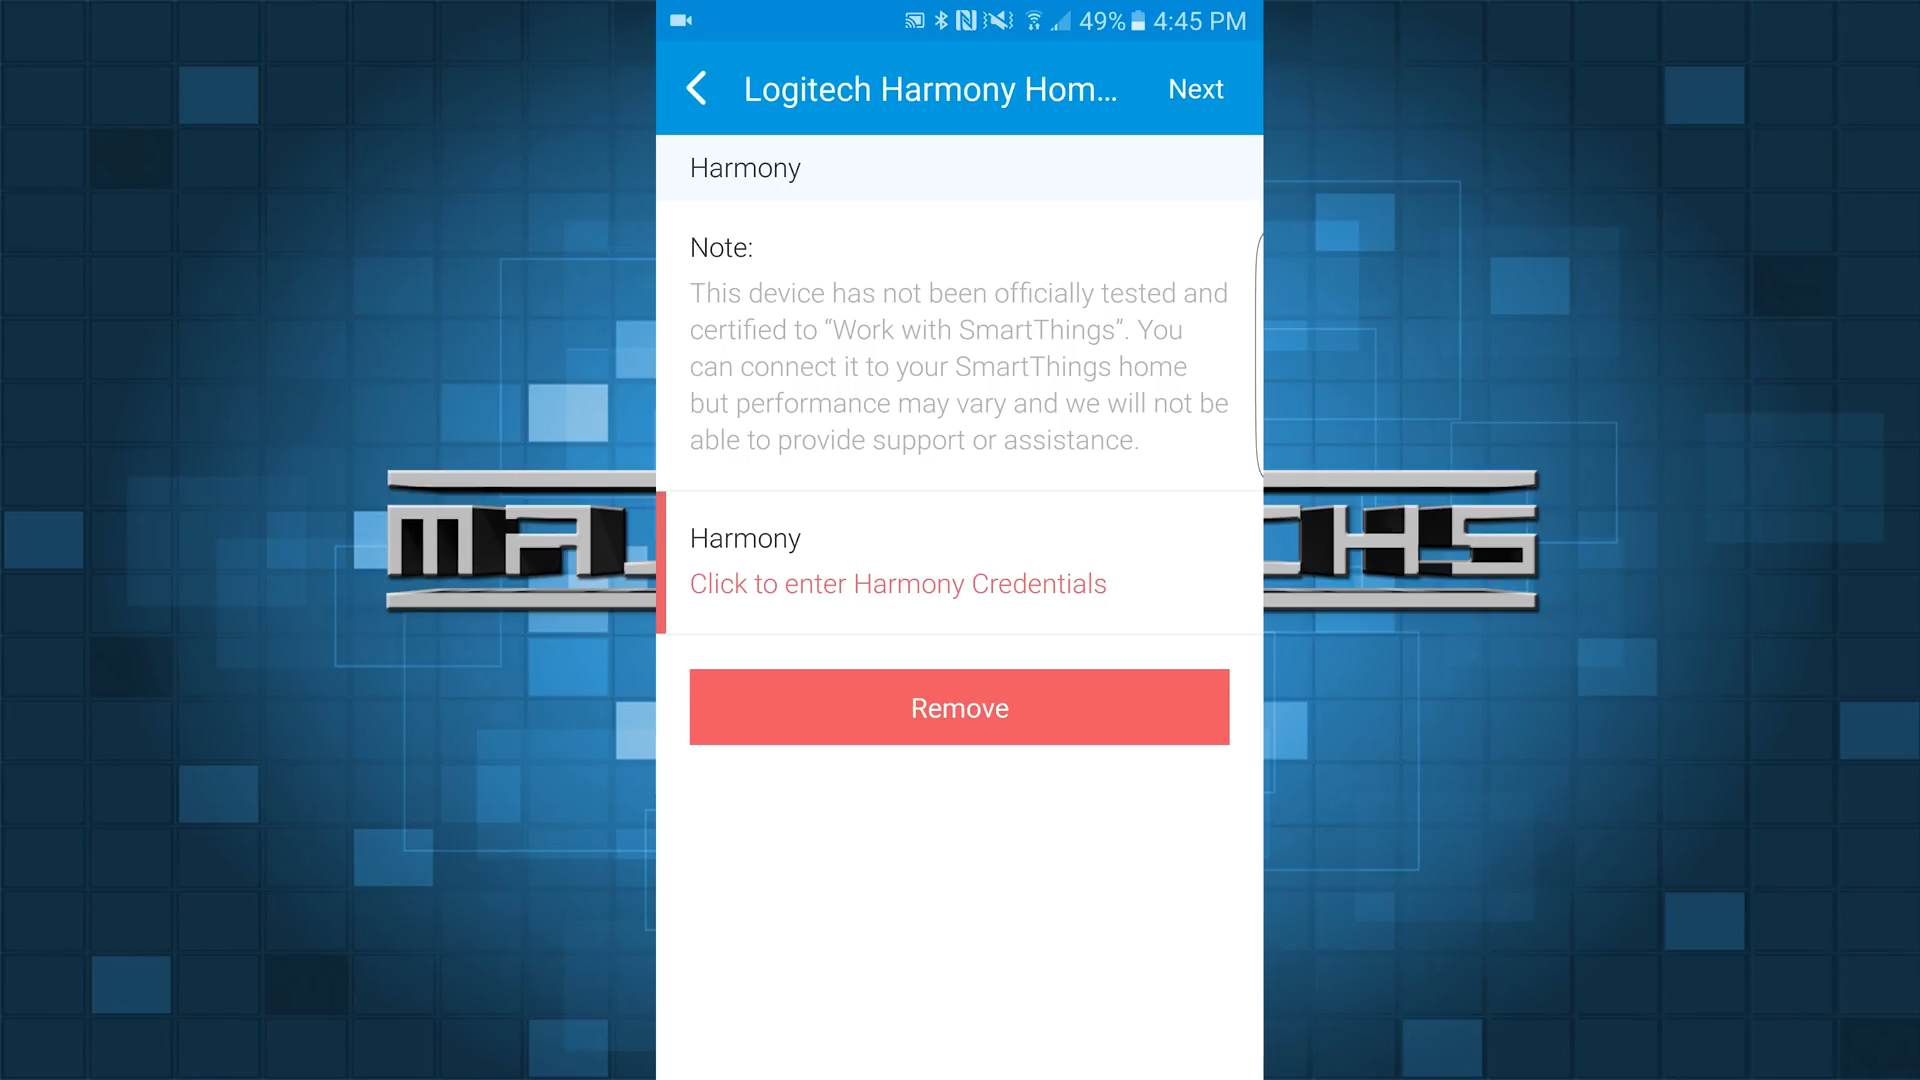 49% 4:45 PM
Logitech Harmony Hom...
Next
Harmony
Note:
This device has not been officially tested and
certified to “Work with SmartThings”. You
can connect it to your SmartThings home
but performance may vary and we will not be
able to provide support or assistance.
Harmony
Click to enter Harmony Credentials
Remove